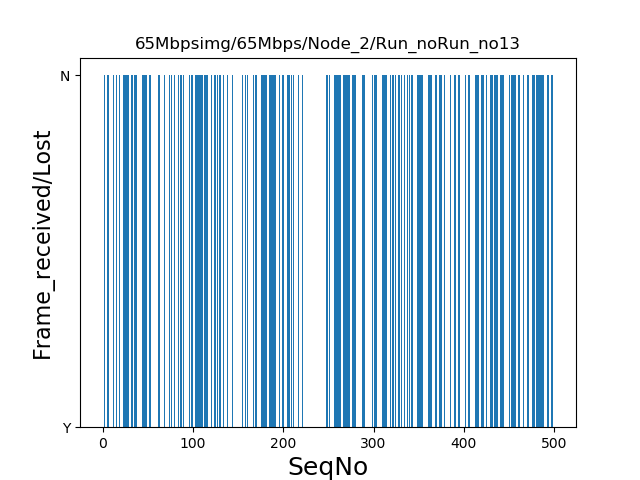 65Mbpsimg/65Mbps/Node_2/Run_noRun_no13
N
Frame_received/Lost
Y
0 100 200 300 400 500
SeqNo